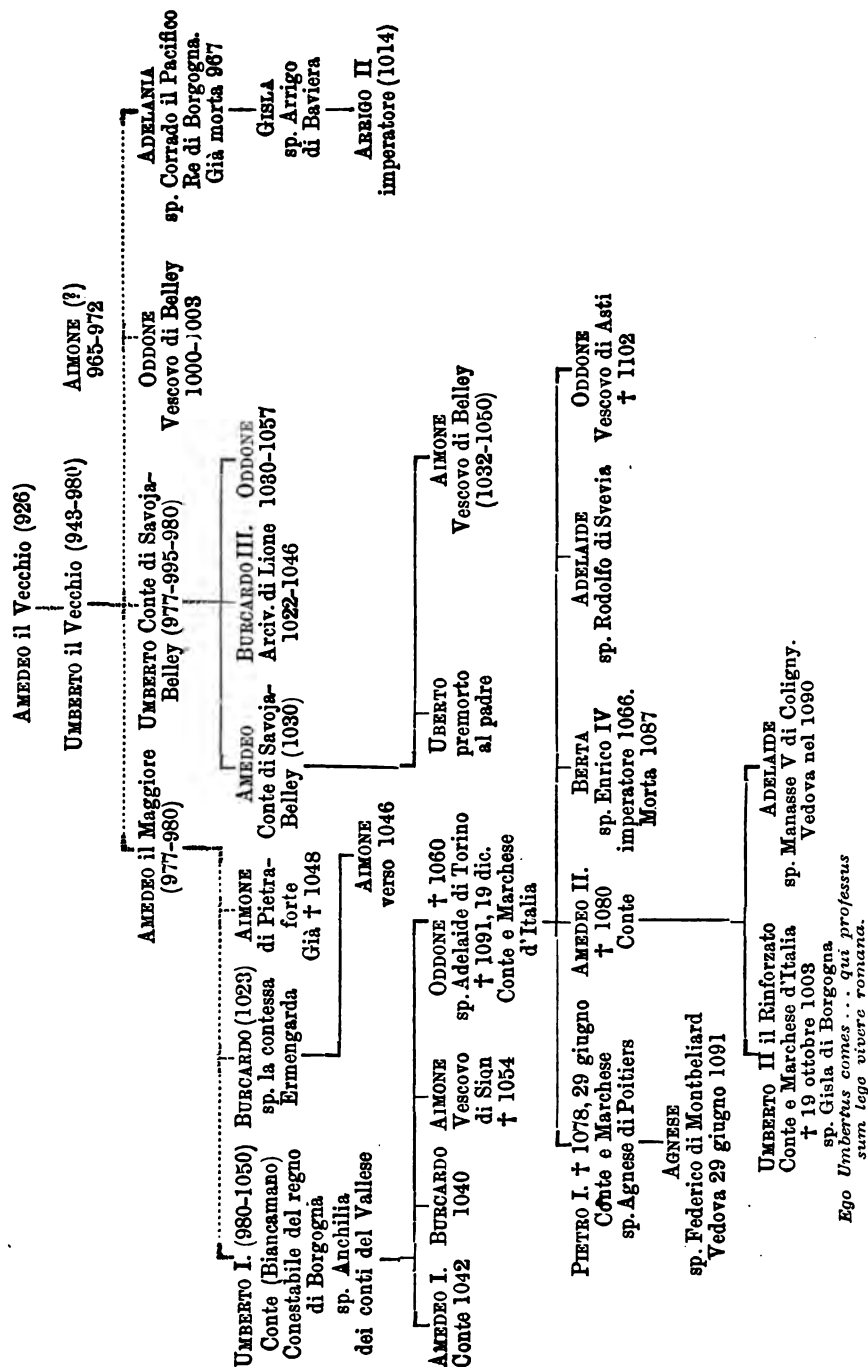 AMEDEO il Vecchio (926)
UMBERTO il Vecchio (943-980)
AIMONE (?)
965-972
AMEDEO il Maggiore
(977-980)
UMBERTO Conte di Savoja-
Belley (977-995-980)
ODDONE
Vescovo di Belley
1000-1003
ADELANIA
sp. Corrado il Pacifico
Re di Borgogna.
Già morta 967
GISLA
sp. Arrigo
di Baviera
ARRIGO II
imperatore (1014)
UMBERTO I. (980-1050)
Conte (Biancamano)
Conestabile del regno
di Borgogna
sp. Anchilia
dei conti del Vallese
BURCARDO (1023)
sp. la contessa
Ermengarda
AIMONE
di Pietra-
forte
Già † 1048
AMEDEO
Conte di Savoja-
Belley (1030)
BURCARDO III.
Arciv. di Lione
1022-1046
ODDONE
1030-1057
AIMONE
verso 1046
UBERTO
premorto
al padre
AIMONE
Vescovo di Belley
(1032-1050)
AMEDEO I.
Conte 1042
BURCARDO
1040
AIMONE
Vescovo
di Sion
† 1054
ODDONE † 1060
sp. Adelaide di Torino
† 1091, 19 dic.
Conte e Marchese
d'Italia
PIETRO I. † 1078, 29 giugno
Conte e Marchese
sp. Agnese di Poitiers
AMEDEO II.
† 1080
Conte
BERTA
sp. Enrico IV
imperatore 1066.
Morta 1087
ADELAIDE
sp. Rodolfo di Svevia
ODDONE
Vescovo di Asti
† 1102
AGNESE
sp. Federico di Montbeliard
Vedova 29 giugno 1091
UMBERTO II il Rinforzato
Conte e Marchese d'Italia
† 19 ottobre 1003
sp. Gisla di Borgogna
Ego Umbertus comes . . . qui professus
sum lege vivere romana.
ADELAIDE
sp. Manasse V di Coligny.
Vedova nel 1090